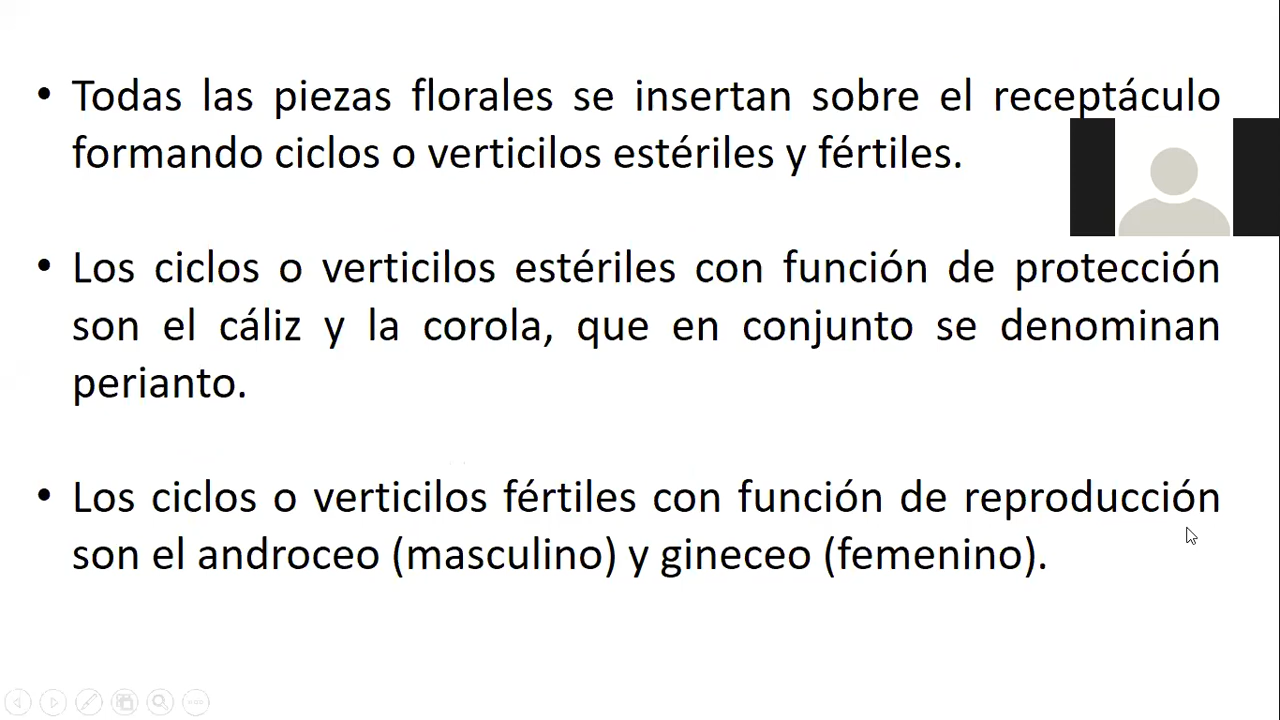 • Todas las piezas florales se insertan sobre el receptáculo
formando ciclos o verticilos estériles y fértiles.
• Los ciclos o verticilos estériles con función de protección
son el cáliz y la corola, que en conjunto se denominan
perianto.
• Los ciclos o verticilos fértiles con función de reproducción
son el androceo (masculino) y gineceo (femenino).